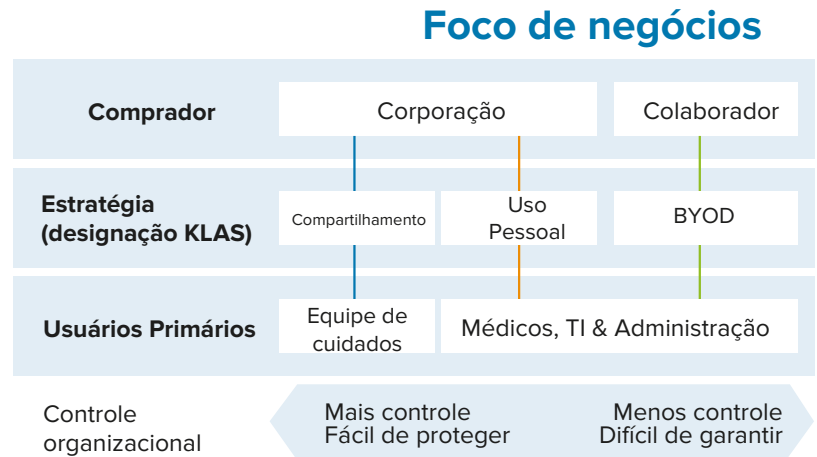 Foco de negócios
Comprador
Corporação
Colaborador
Estratégia
(designação KLAS)
Compartilhamento
Uso
Pessoal
BYOD
Usuários Primários
Equipe de
cuidados
Médicos, TI & Administração
Controle
organizacional
Mais controle
Fácil de proteger
Menos controle
Difícil de garantir